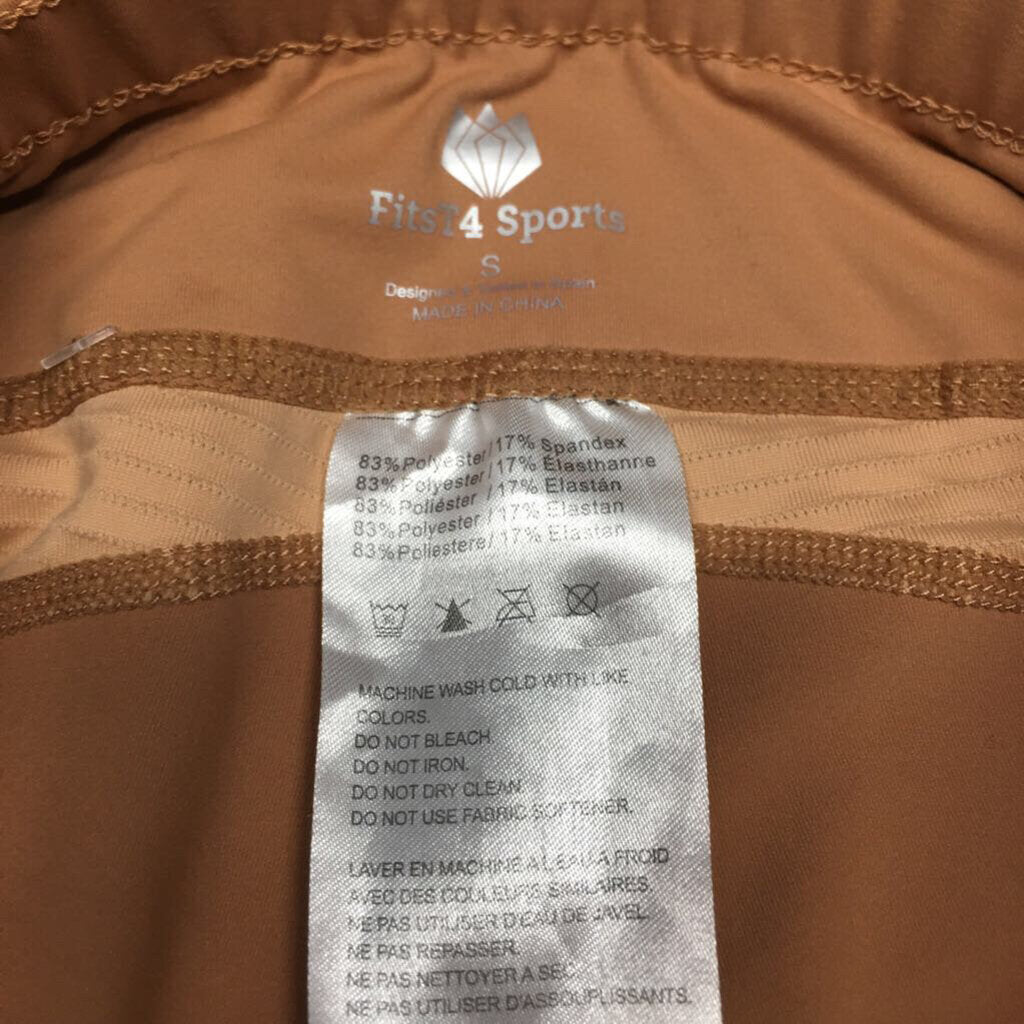 Fits74 Sports
S
Designed in
MADE IN CHINA
83%Polyester/17% Spandex
83%Polyester/17% Élasthanne
83%Poliéster/17% Elastán
83%Polyester/17% Elastan
83%Poliestere/17% Elastan
30
MACHINE WASH COLD WITH LIKE
COLORS.
DO NOT BLEACH.
DO NOT IRON.
DO NOT DRY CLEAN
DO NOT USE FABRIC SOFTENER.
LAVER EN MACHINE A L'EAU A FROID
AVEC DES COULEURS SIMILAIRES.
NE PAS UTILISER D'EAU DE JAVEL.
NE PAS REPASSER.
NE PAS NETTOYER A SEC
NE PAS UTILISER D'ASSOUPLISSANTS.